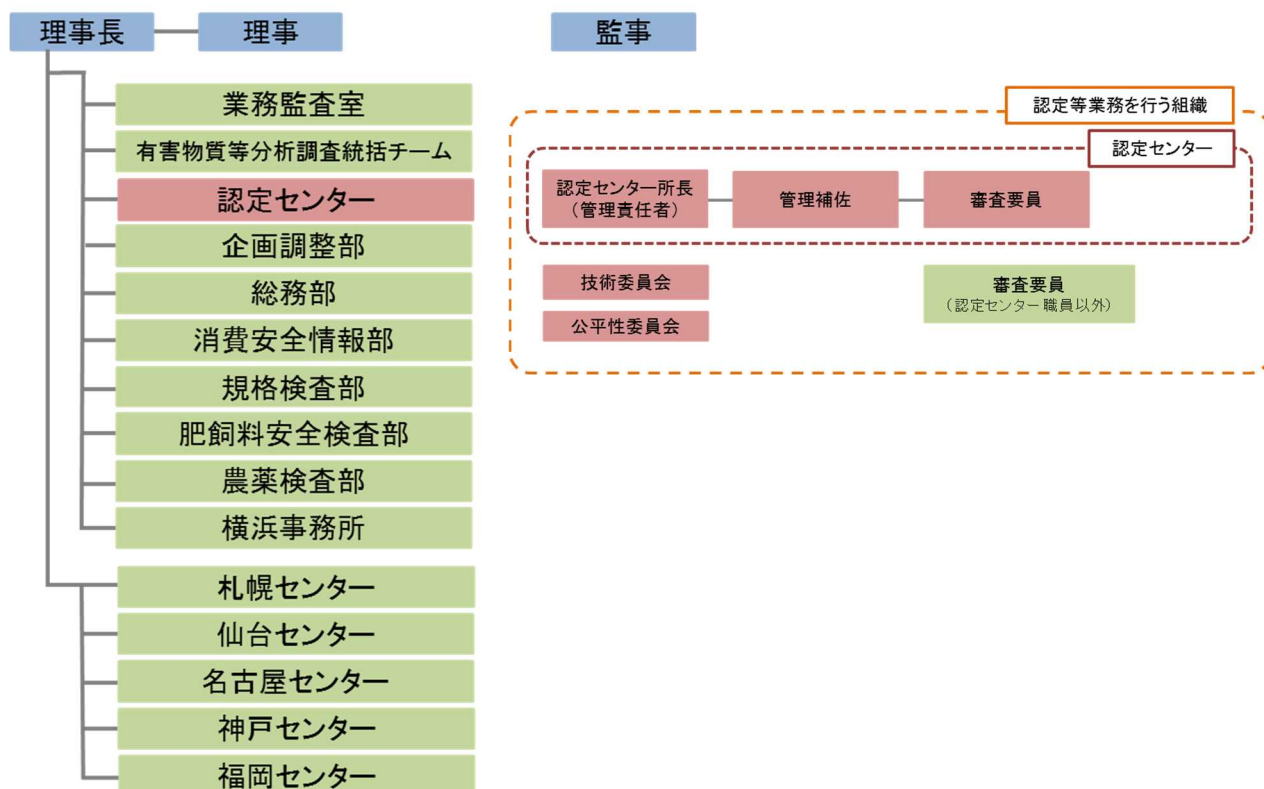 理事長
理事
監事
業務監査室
有害物質等分析調査統括チーム
認定センター
企画調整部
総務部
消費安全情報部
規格検査部
肥飼料安全検査部
農薬検査部
横浜事務所
札幌センター
仙台センター
名古屋センター
神戸センター
福岡センター
認定等業務を行う組織
認定センター
認定センター所長
（管理責任者）
管理補佐
審査要員
技術委員会
公平性委員会
審査要員
（認定センター職員以外）